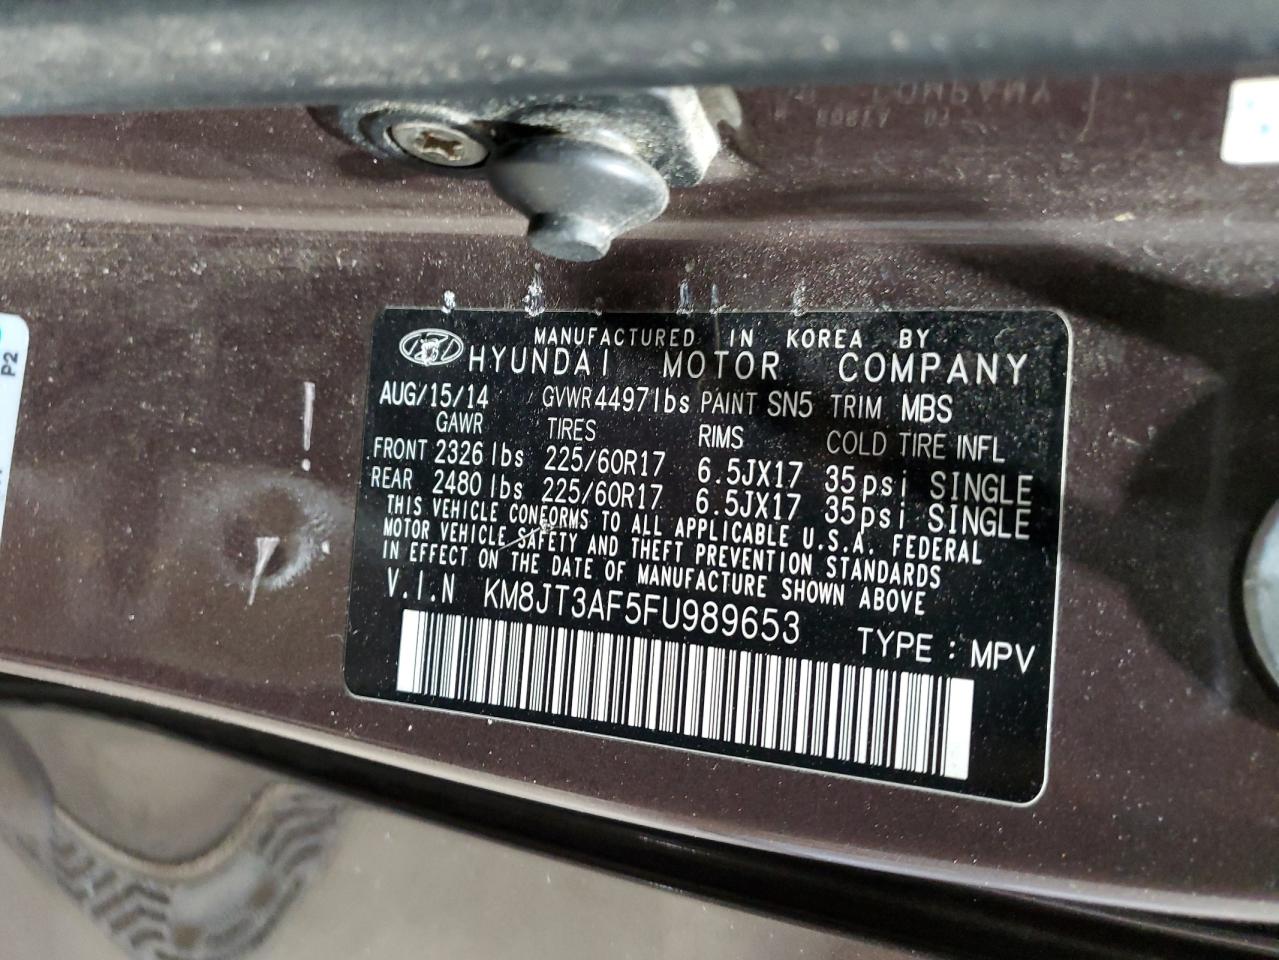 MANUFACTURED IN KOREA BY
HYUNDAI MOTOR COMPANY
AUG/15/14 GVWR 4497lbs PAINT SN5 TRIM MBS
GAWR TIRES RIMS COLD TIRE INFL
FRONT 2326 lbs 225/60R17 6.5JX17 35psi SINGLE
REAR 2480 lbs 225/60R17 6.5JX17 35psi SINGLE
THIS VEHICLE CONFORMS TO ALL APPLICABLE U.S.A. FEDERAL
MOTOR VEHICLE SAFETY AND THEFT PREVENTION STANDARDS
IN EFFECT ON THE DATE OF MANUFACTURE SHOWN ABOVE
V.I.N KM8JT3AF5FU989653
TYPE : MPV
P2